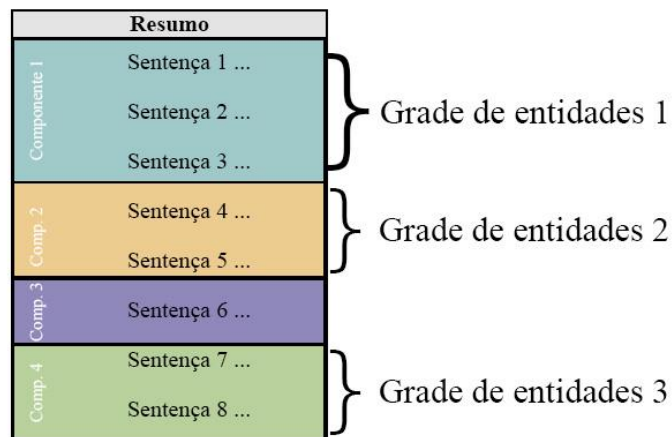 Resumo
Componente 1
Sentença 1 ...
Sentença 2 ...
Sentença 3 ...
Grade de entidades 1
Comp. 2
Sentença 4 ...
Sentença 5 ...
Grade de entidades 2
Comp. 3
Sentença 6 ...
Comp. 4
Sentença 7 ...
Sentença 8 ...
Grade de entidades 3